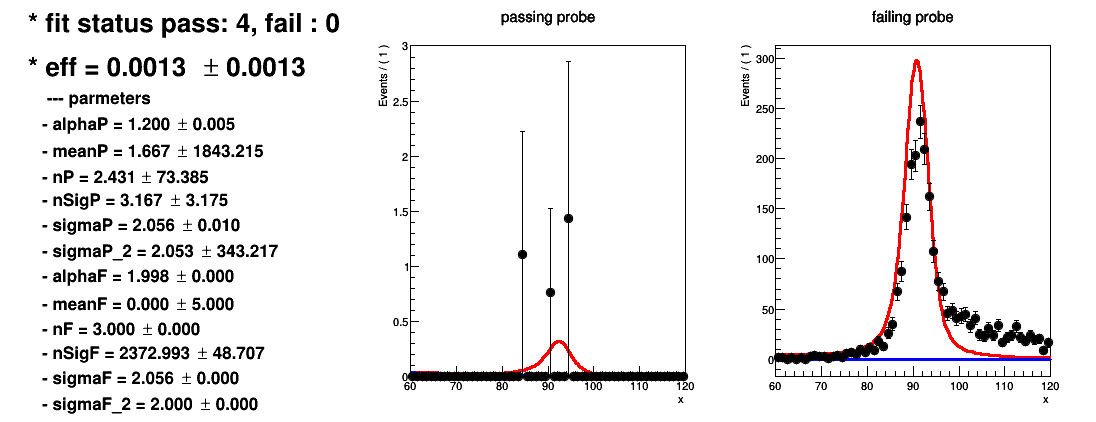 * fit status pass: 4, fail : 0
* eff = 0.0013 ± 0.0013
--- parmeters
- alphaP = 1.200 ± 0.005
- meanP = 1.667 ± 1843.215
- nP = 2.431 ± 73.385
- nSigP = 3.167 ± 3.175
- sigmaP = 2.056 ± 0.010
- sigmaP_2 = 2.053 ± 343.217
- alphaF = 1.998 ± 0.000
- meanF = 0.000 ± 5.000
- nF = 3.000 ± 0.000
- nSigF = 2372.993 ± 48.707
- sigmaF = 2.056 ± 0.000
- sigmaF_2 = 2.000 ± 0.000
passing probe
Events / ( 1 )
3
2.5
2
1.5
1
0.5
0
60 70 80 90 100 110 120
x
failing probe
Events / ( 1 )
300
250
200
150
100
50
0
60 70 80 90 100 110 120
x